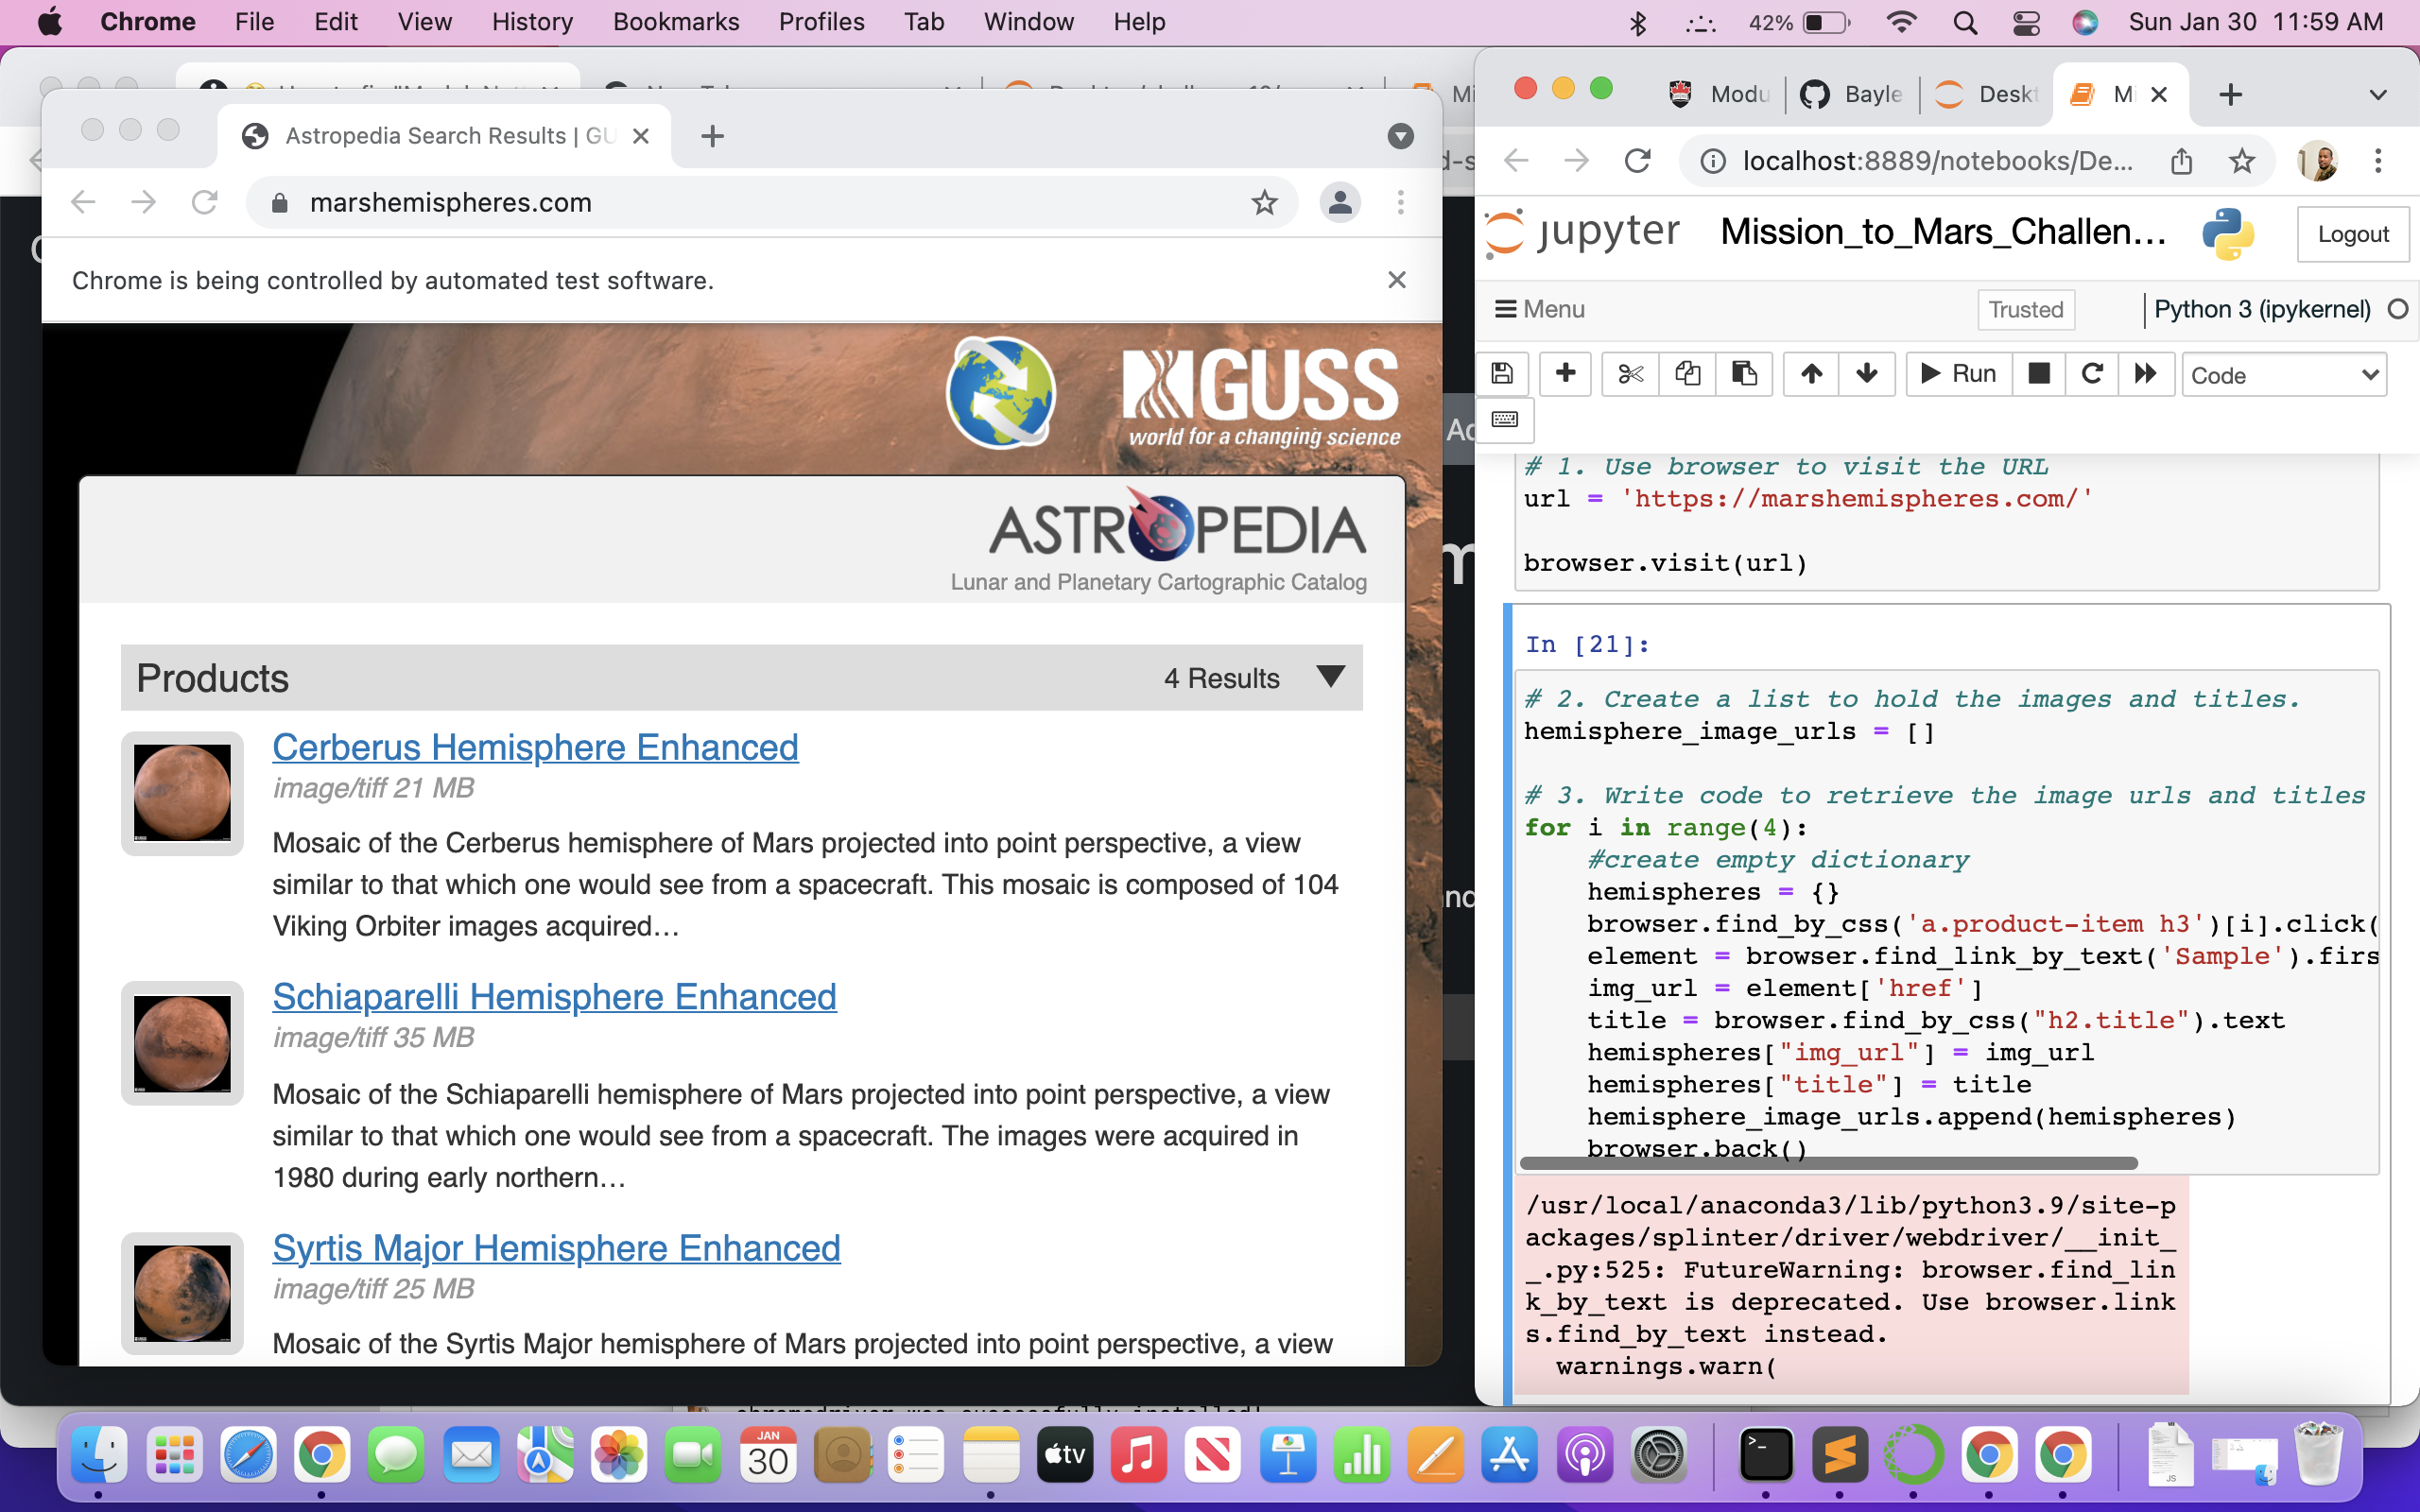 Chrome File Edit View History Bookmarks Profiles Tab Window Help 42% Sun Jan 30 11:59 AM
Astropedia Search Results | GU
marshemispheres.com
Chrome is being controlled by automated test software.
GUSS
world for a changing science
ASTROPEDIA
Lunar and Planetary Cartographic Catalog
Products 4 Results
Cerberus Hemisphere Enhanced
image/tiff 21 MB
Mosaic of the Cerberus hemisphere of Mars projected into point perspective, a view
similar to that which one would see from a spacecraft. This mosaic is composed of 104
Viking Orbiter images acquired…
Schiaparelli Hemisphere Enhanced
image/tiff 35 MB
Mosaic of the Schiaparelli hemisphere of Mars projected into point perspective, a view
similar to that which one would see from a spacecraft. The images were acquired in
1980 during early northern…
Syrtis Major Hemisphere Enhanced
image/tiff 25 MB
Mosaic of the Syrtis Major hemisphere of Mars projected into point perspective, a view
Modu Bayle Deskt Mi
localhost:8889/notebooks/De...
jupyter Mission_to_Mars_Challen... Logout
Menu Trusted Python 3 (ipykernel)
Run Code
# 1. Use browser to visit the URL
url = 'https://marshemispheres.com/'
browser.visit(url)
In [21]:
# 2. Create a list to hold the images and titles.
hemisphere_image_urls = []
# 3. Write code to retrieve the image urls and titles
for i in range(4):
    #create empty dictionary
    hemispheres = {}
    browser.find_by_css('a.product-item h3')[i].click(
    element = browser.find_link_by_text('Sample').firs
    img_url = element['href']
    title = browser.find_by_css("h2.title").text
    hemispheres["img_url"] = img_url
    hemispheres["title"] = title
    hemisphere_image_urls.append(hemispheres)
    browser.back()
/usr/local/anaconda3/lib/python3.9/site-p
ackages/splinter/driver/webdriver/__init_
_.py:525: FutureWarning: browser.find_lin
k_by_text is deprecated. Use browser.link
s.find_by_text instead.
  warnings.warn(
JAN
30
tv
JS